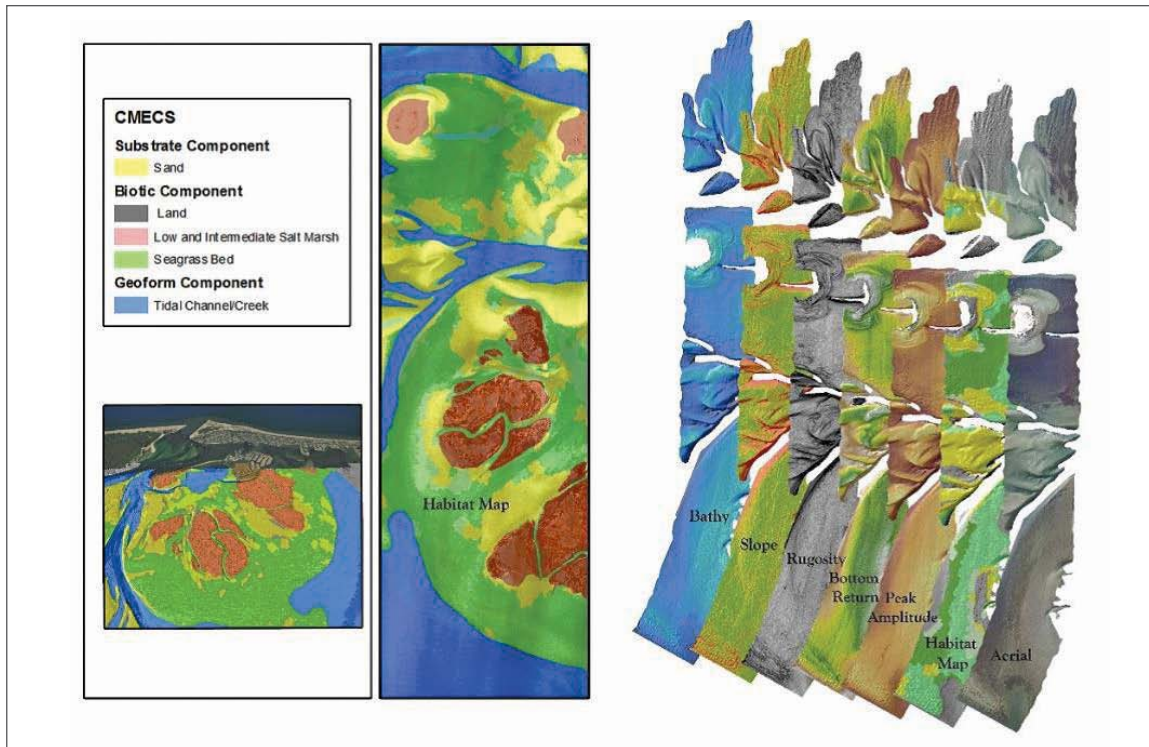 CMECS
Substrate Component
Sand
Biotic Component
Land
Low and Intermediate Salt Marsh
Seagrass Bed
Geoform Component
Tidal Channel/Creek
Habitat Map
Bathy
Slope
Rugosity
Bottom
Return
Peak
Amplitude
Habitat
Map
Aerial